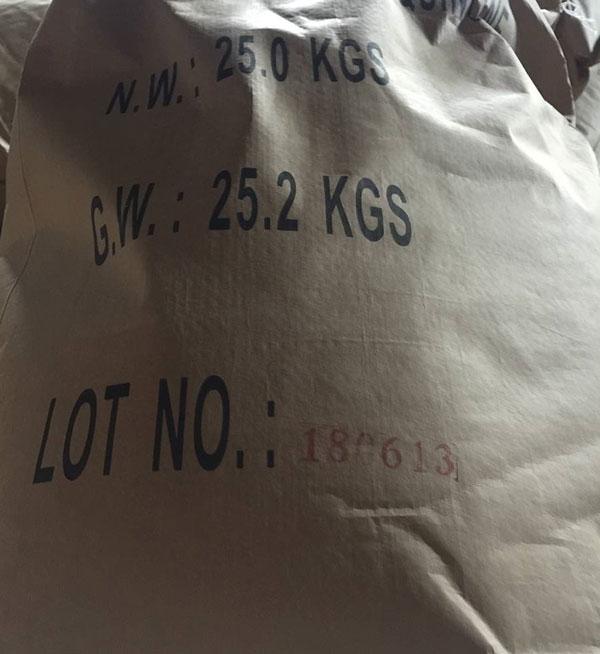 N.W.: 25.0 KGS
G.W.: 25.2 KGS
LOT NO.: 180613